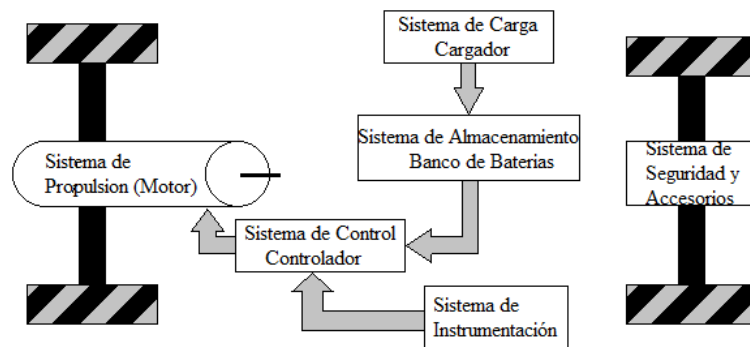 Sistema de Carga
Cargador
Sistema de Almacenamiento
Banco de Baterias
Sistema de
Propulsion (Motor)
Sistema de
Seguridad y
Accesorios
Sistema de Control
Controlador
Sistema de
Instrumentación